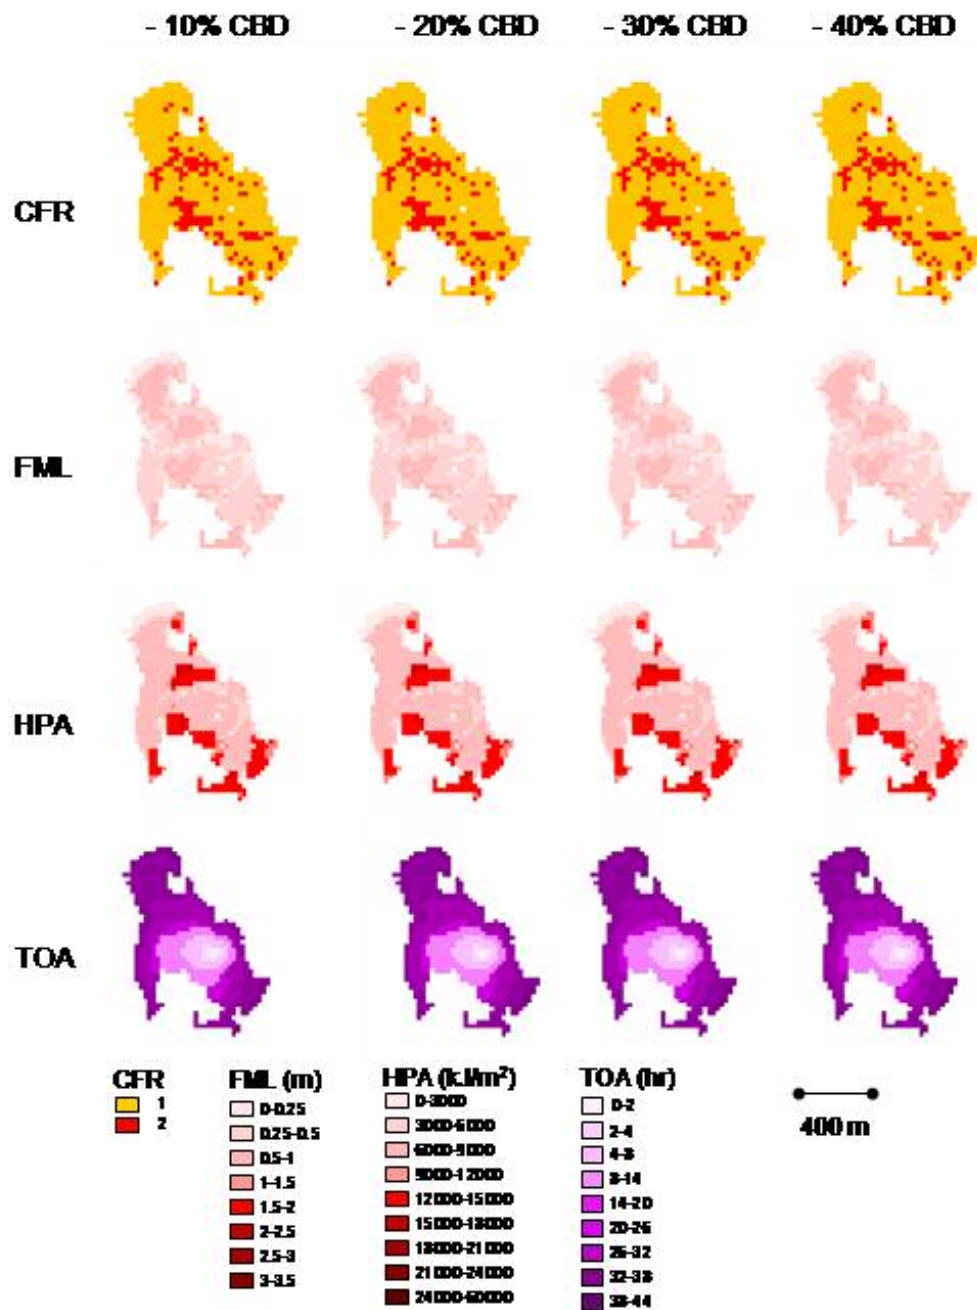 - 10% CBD - 20% CBD - 30% CBD - 40% CBD
CFR
FML
HPA
TOA
CFR
1
2
FML (m)
0-0.25
0.25-0.5
0.5-1
1-1.5
1.5-2
2-2.5
2.5-3
3-3.5
HPA (kJ/m²)
0-3000
3000-6000
6000-9000
9000-12000
12000-15000
15000-18000
18000-21000
21000-24000
24000-60000
TOA (hr)
0-2
2-4
4-8
8-14
14-20
20-26
26-32
32-38
38-44
400 m